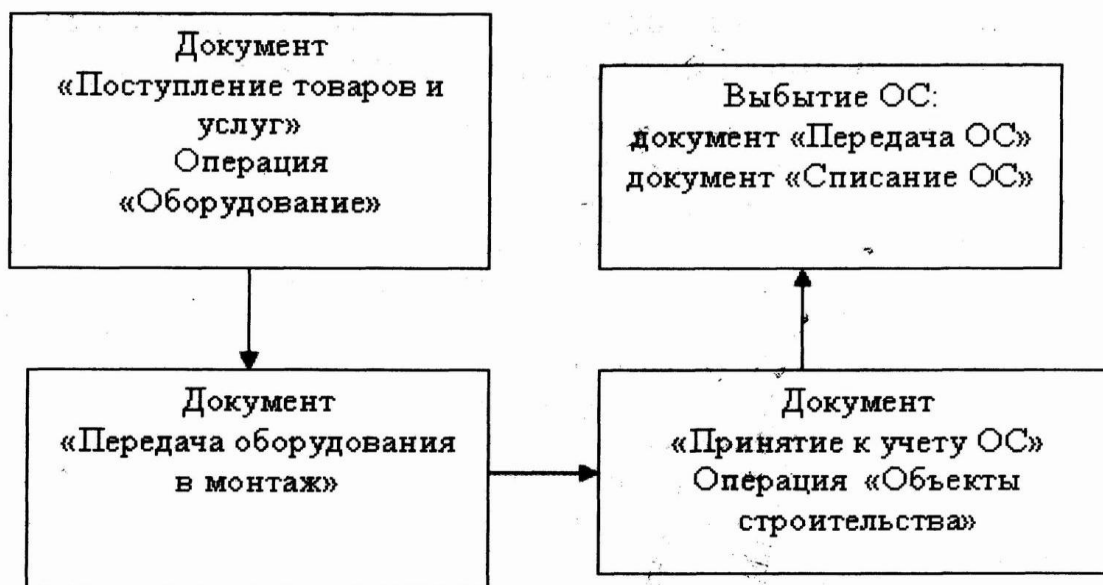 Документ
«Поступление товаров и
услуг»
Операция
«Оборудование»
Выбытие ОС:
документ «Передача ОС»
документ «Списание ОС»
Документ
«Передача оборудования
в монтаж»
Документ
«Принятие к учету ОС»
Операция «Объекты
строительства»